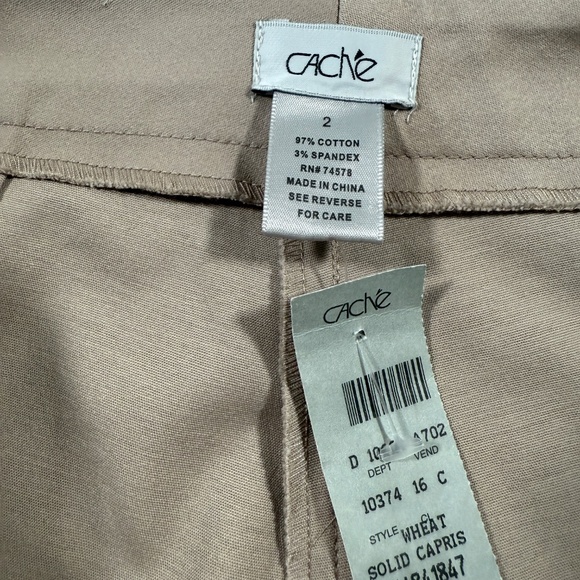 CACHÉ
2
97% COTTON
3% SPANDEX
RN# 74578
MADE IN CHINA
SEE REVERSE
FOR CARE
CACHÉ
D A702
DEPT VEND
10374 16 C
STYLE CL
WHEAT
SOLID CAPRIS